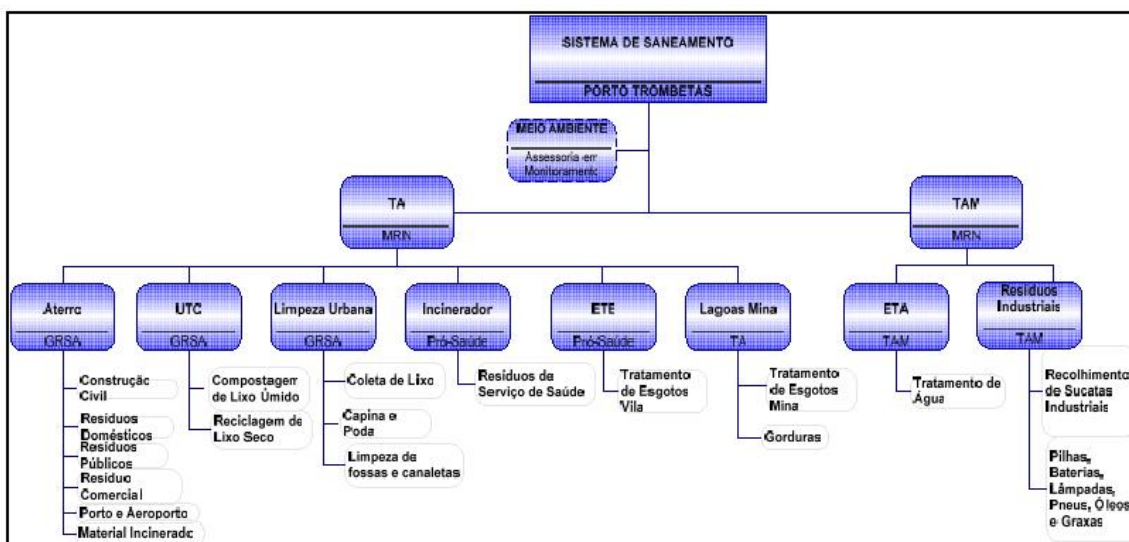 SISTEMA DE SANEAMENTO
PORTO TROMBETAS
MEIO AMBIENTE
Assessoria em
Monitoramento
TA
MRN
TAM
MRN
Aterro
GRSA
UTC
GRSA
Limpeza Urbana
GRSA
Incinerador
Pró-Saúde
ETE
Pró-Saúde
Lagoas Mina
TA
ETA
TAM
Resíduos
Industriais
TAM
Construção
Civil
Resíduos
Domésticos
Resíduos
Públicos
Resíduo
Comercial
Porto e Aeroporto
Material Incinerado
Compostagem
de Lixo Úmido
Reciclagem de
Lixo Seco
Coleta de Lixo
Capina e
Poda
Limpeza de
fossas e canaletas
Resíduos de
Serviço de Saúde
Tratamento
de Esgotos
Vila
Tratamento
de Esgotos
Mina
Gorduras
Tratamento de
Água
Recolhimento
de Sucatas
Industriais
Pilhas,
Baterias,
Lâmpadas,
Pneus, Óleos
e Graxas